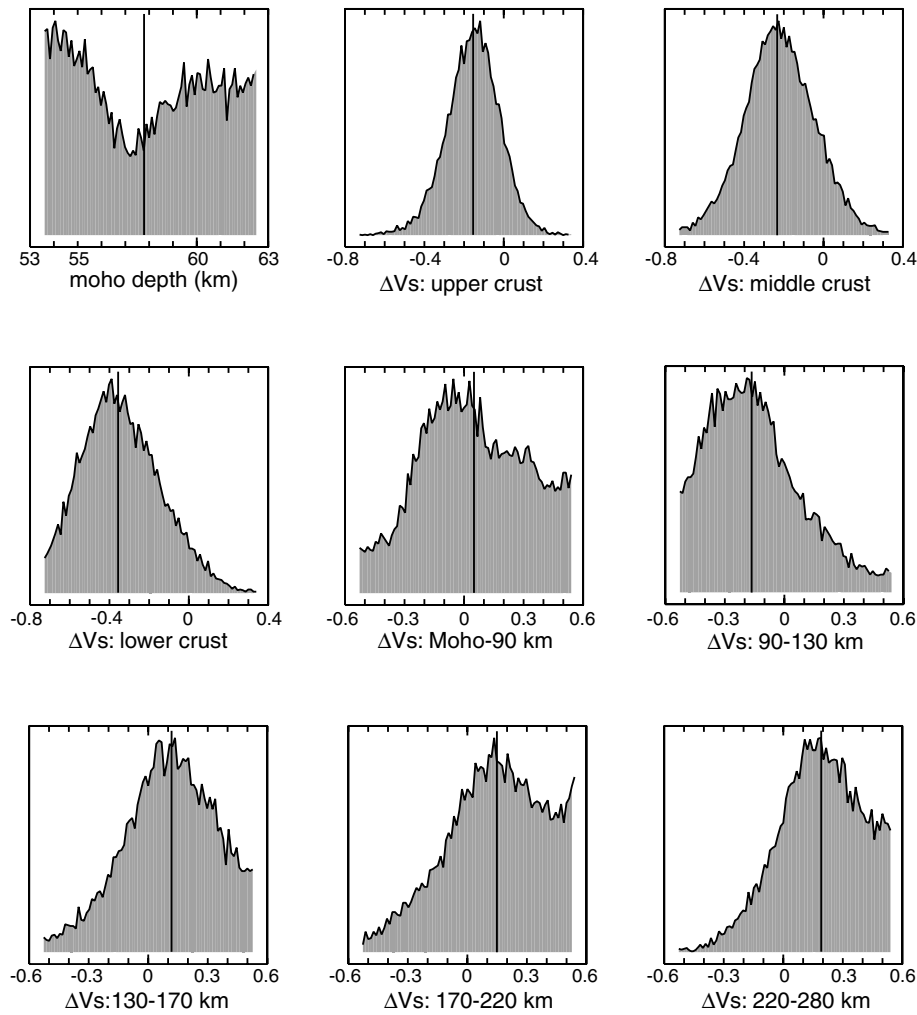 53 55 60 63
moho depth (km)
-0.8 -0.4 0 0.4
ΔVs: upper crust
-0.8 -0.4 0 0.4
ΔVs: middle crust
-0.8 -0.4 0 0.4
ΔVs: lower crust
-0.6 -0.3 0 0.3 0.6
ΔVs: Moho-90 km
-0.6 -0.3 0 0.3 0.6
ΔVs: 90-130 km
-0.6 -0.3 0 0.3 0.6
ΔVs:130-170 km
-0.6 -0.3 0 0.3 0.6
ΔVs: 170-220 km
-0.6 -0.3 0 0.3 0.6
ΔVs: 220-280 km